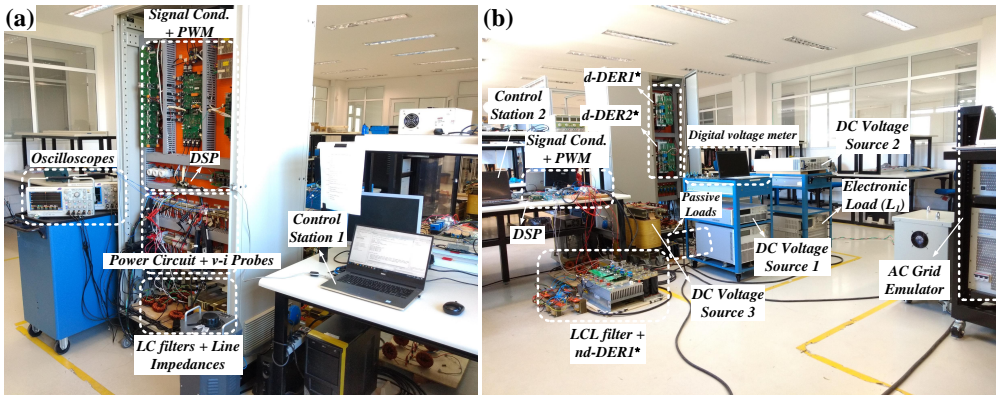 (a)
Signal Cond.
+ PWM
Oscilloscopes
DSP
Control
Station 1
Power Circuit + v-i Probes
LC filters + Line
Impedances
(b)
d-DER1★
Control
Station 2
d-DER2★
Signal Cond.
+ PWM
Digital voltage meter
DC Voltage
Source 2
Passive
Loads
Electronic
Load (L₁)
DSP
DC Voltage
Source 1
AC Grid
Emulator
DC Voltage
Source 3
LCL filter +
nd-DER1★